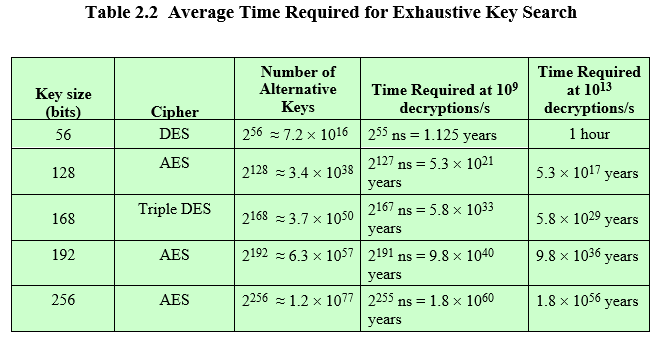 Table 2.2 Average Time Required for Exhaustive Key Search
Key size (bits) | Cipher | Number of Alternative Keys | Time Required at 10⁹ decryptions/s | Time Required at 10¹³ decryptions/s
56 | DES | 2⁵⁶ ≈ 7.2 × 10¹⁶ | 2⁵⁵ ns = 1.125 years | 1 hour
128 | AES | 2¹²⁸ ≈ 3.4 × 10³⁸ | 2¹²⁷ ns = 5.3 × 10²¹ years | 5.3 × 10¹⁷ years
168 | Triple DES | 2¹⁶⁸ ≈ 3.7 × 10⁵⁰ | 2¹⁶⁷ ns = 5.8 × 10³³ years | 5.8 × 10²⁹ years
192 | AES | 2¹⁹² ≈ 6.3 × 10⁵⁷ | 2¹⁹¹ ns = 9.8 × 10⁴⁰ years | 9.8 × 10³⁶ years
256 | AES | 2²⁵⁶ ≈ 1.2 × 10⁷⁷ | 2²⁵⁵ ns = 1.8 × 10⁶⁰ years | 1.8 × 10⁵⁶ years